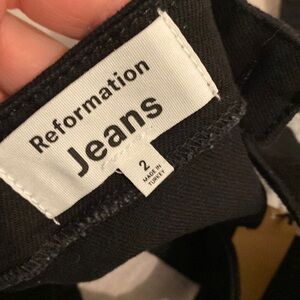 Reformation
Jeans
2
MADE IN
TURKEY